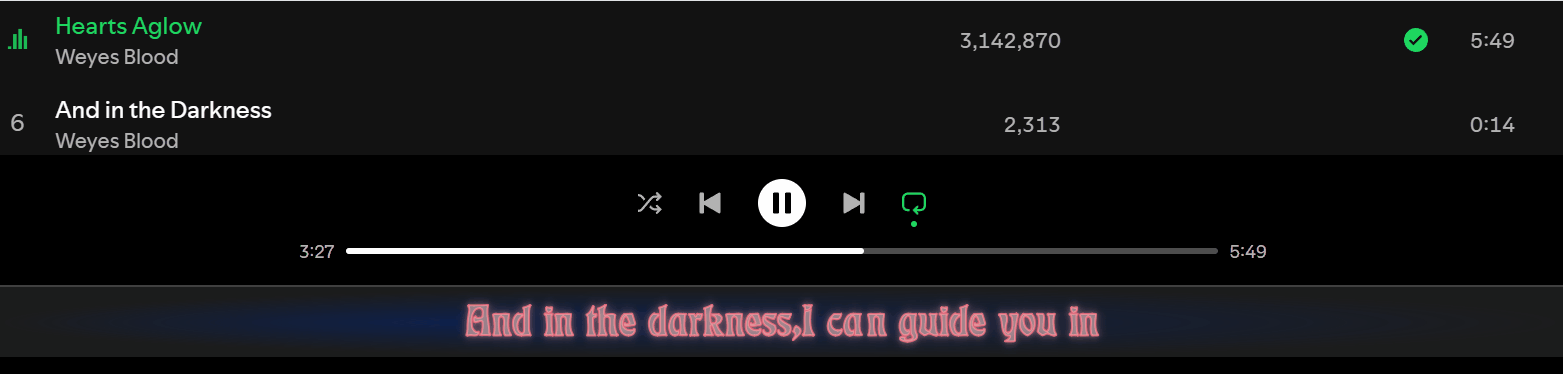 Hearts Aglow
Weyes Blood
3,142,870
5:49
6
And in the Darkness
Weyes Blood
2,313
0:14
3:27
5:49
And in the darkness,I can guide you in